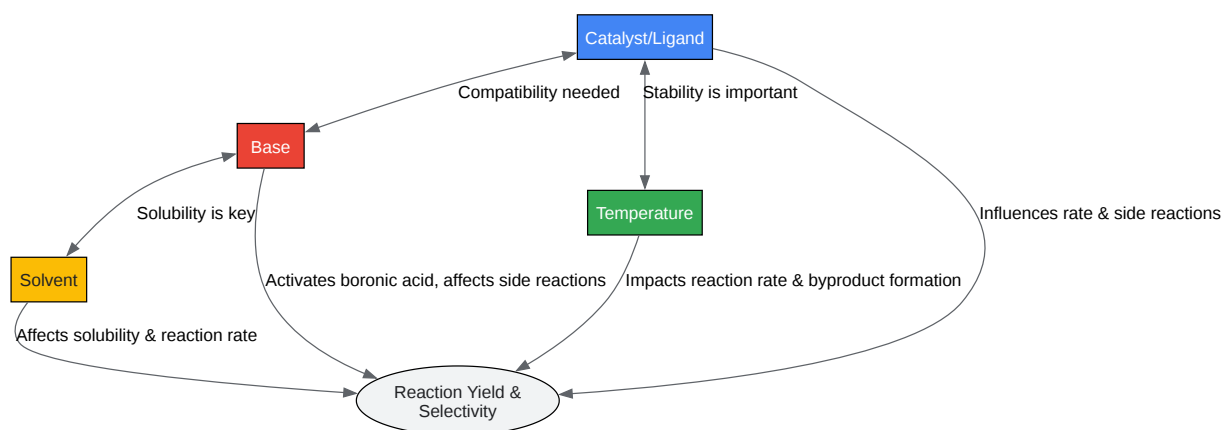 Catalyst/Ligand
Compatibility needed
Stability is important
Base
Temperature
Solubility is key
Influences rate & side reactions
Solvent
Activates boronic acid, affects side reactions
Impacts reaction rate & byproduct formation
Affects solubility & reaction rate
Reaction Yield &
Selectivity